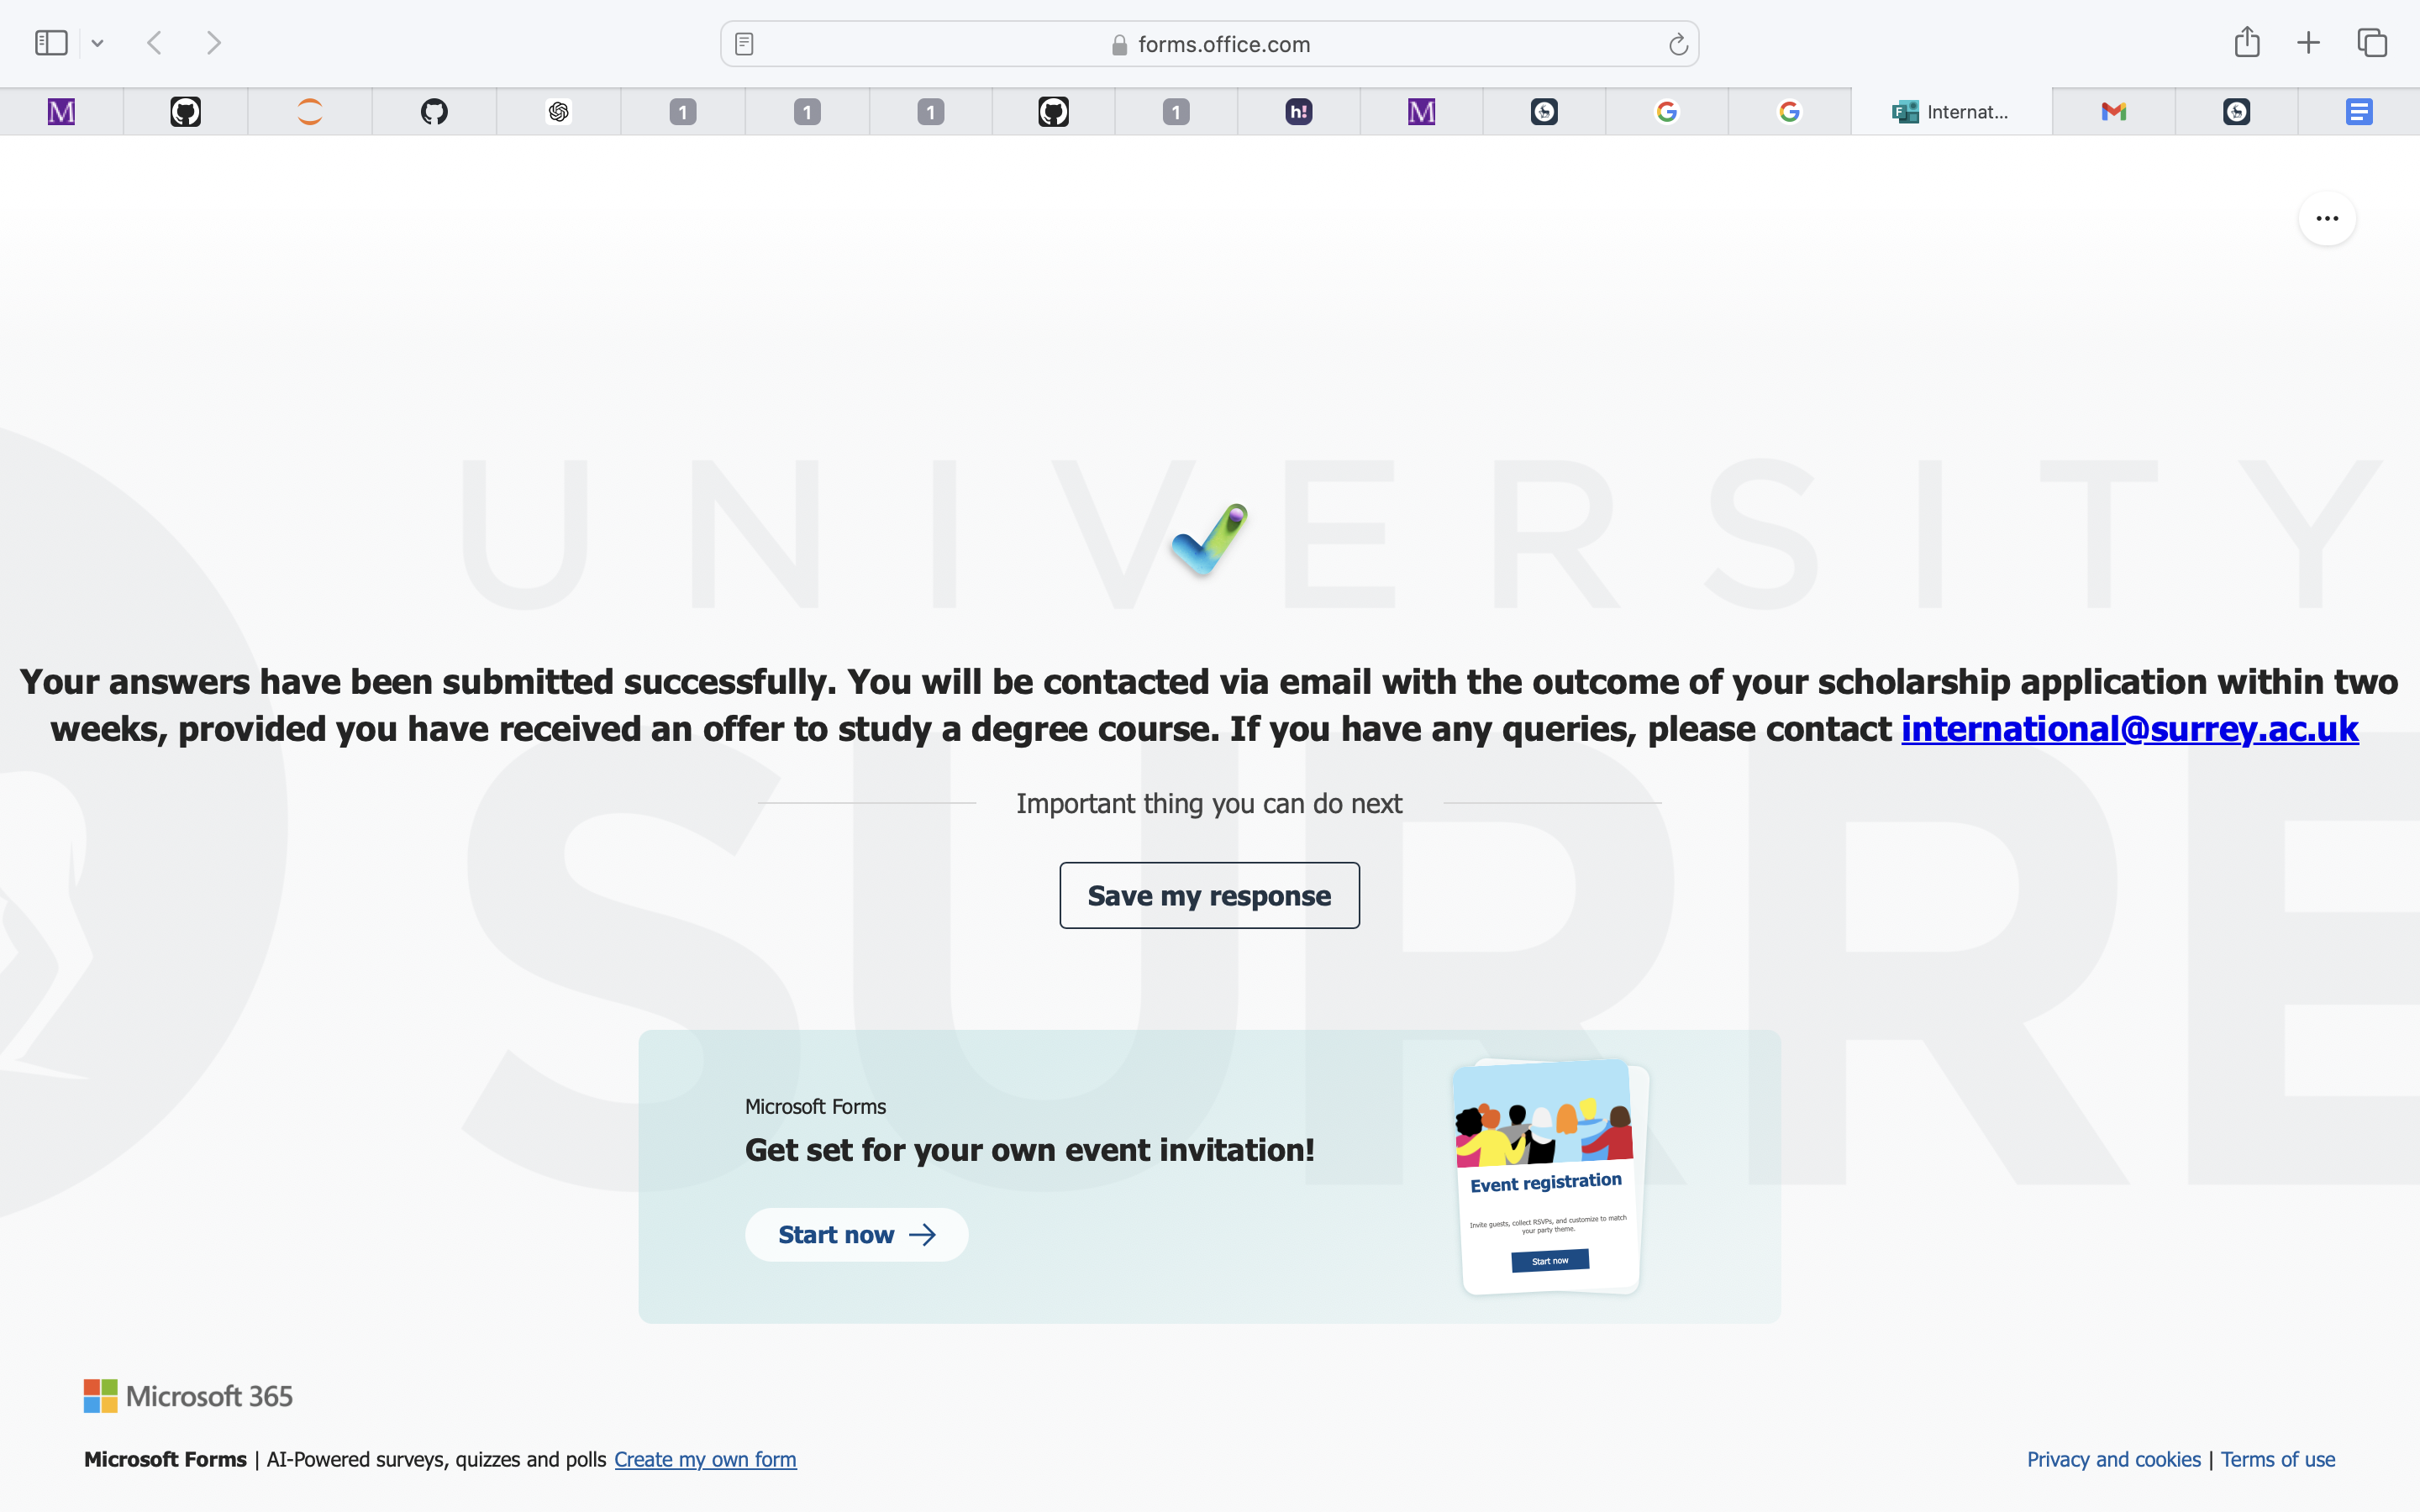 forms.office.com
M
1
1
1
1
h!
M
Internat...
UNIVERSITY
SURRE
Your answers have been submitted successfully. You will be contacted via email with the outcome of your scholarship application within two
weeks, provided you have received an offer to study a degree course. If you have any queries, please contact international@surrey.ac.uk
Important thing you can do next
Save my response
Microsoft Forms
Get set for your own event invitation!
Start now
Event registration
Invite guests, collect RSVPs, and customize to match
your party theme.
Start now
Microsoft 365
Microsoft Forms | AI-Powered surveys, quizzes and polls Create my own form
Privacy and cookies | Terms of use